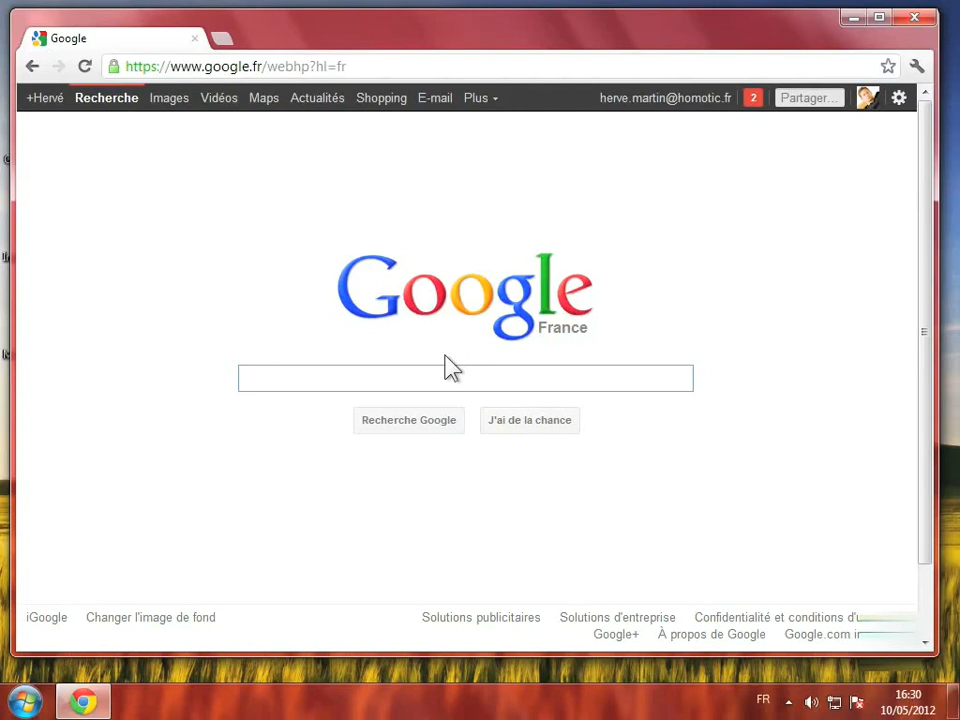 Google
https://www.google.fr/webhp?hl=fr
+Hervé Recherche Images Vidéos Maps Actualités Shopping E-mail Plus herve.martin@homotic.fr 2 Partager...
Google
France
Recherche Google J'ai de la chance
iGoogle Changer l'image de fond Solutions publicitaires Solutions d'entreprise Confidentialité et conditions
Google+ À propos de Google Google.com
FR 16:30
10/05/2012